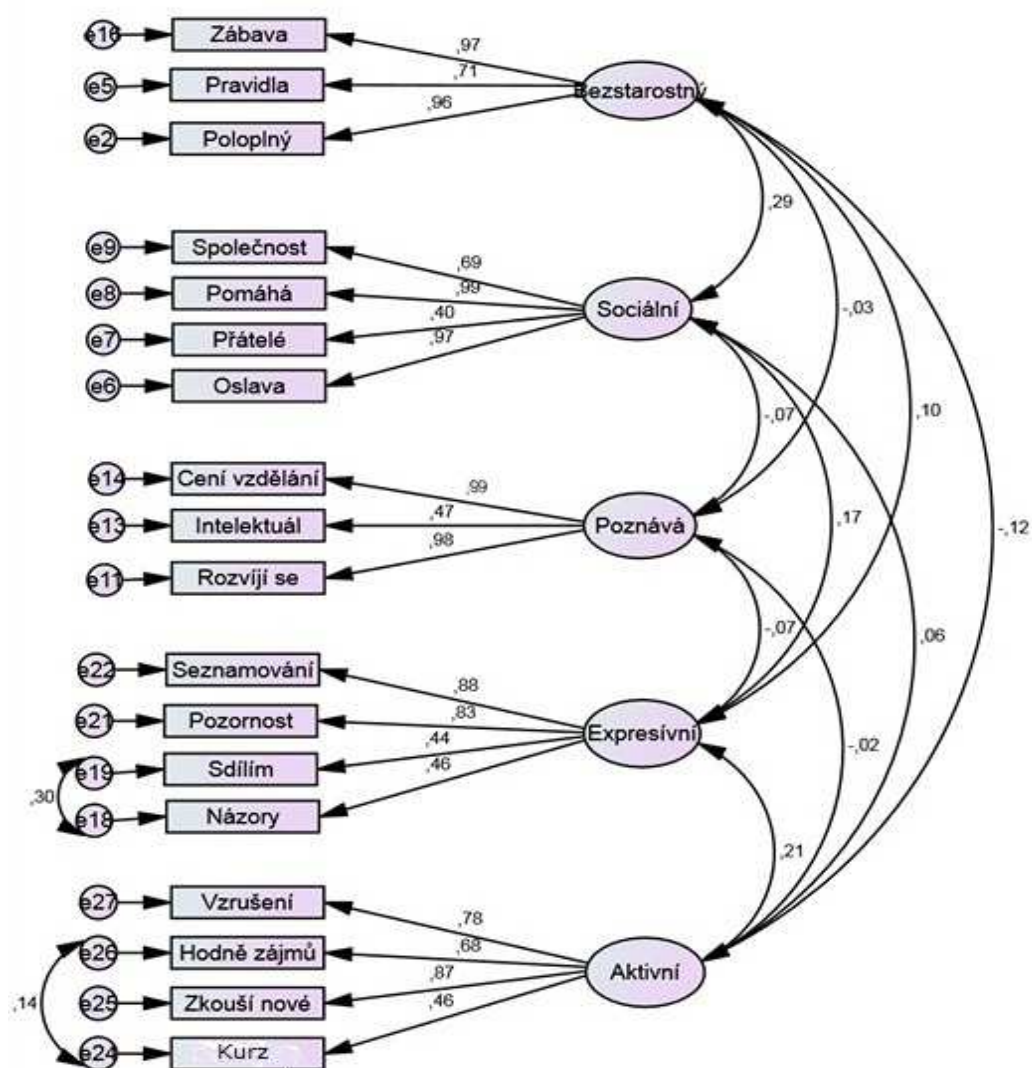 e16 Zábava
,97
e5 Pravidla
,71
Bezstarostný
e2 Poloplný
,96
,29
e9 Společnost
,69
e8 Pomáhá
,99
Sociální
e7 Přátelé
,40
-,03
e6 Oslava
,97
-,07
,10
e14 Cení vzdělání
,99
e13 Intelektuál
,47
Poznává
,17
-,12
e11 Rozvíjí se
,98
-,07
,06
e22 Seznamování
,88
e21 Pozornost
,83
Expresívní
-,02
e19 Sdílím
,44
,30
e18 Názory
,46
,21
e27 Vzrušení
,78
e26 Hodně zájmů
,68
Aktivní
e25 Zkouší nové
,87
,14
e24 Kurz
,46